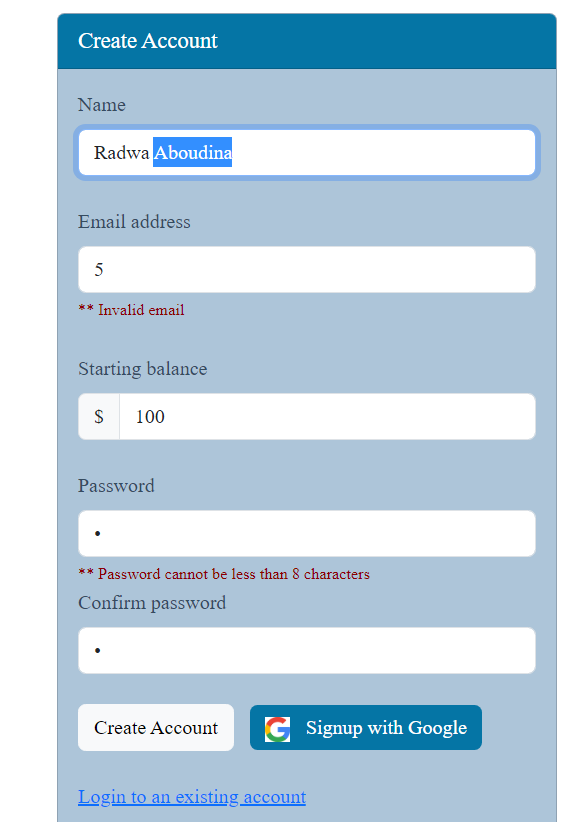 Create Account
Name
Radwa Aboudina
Email address
5
** Invalid email
Starting balance
$ 100
Password
•
** Password cannot be less than 8 characters
Confirm password
•
Create Account
Signup with Google
Login to an existing account